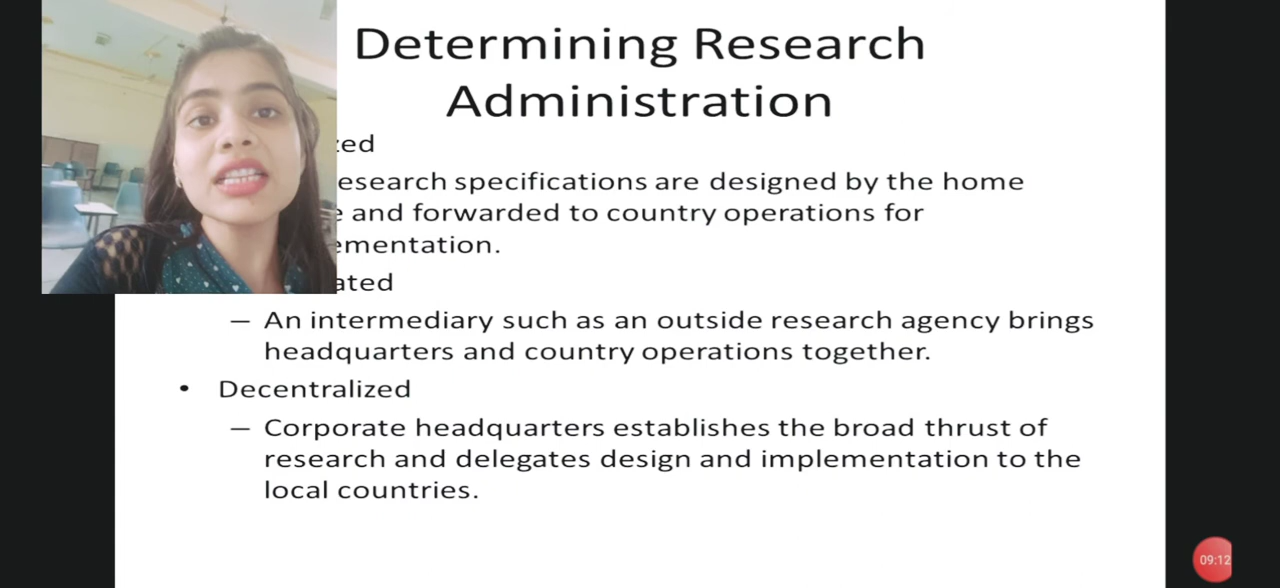 Determining Research
Administration
zed
esearch specifications are designed by the home
e and forwarded to country operations for
ementation.
ated
– An intermediary such as an outside research agency brings
headquarters and country operations together.
• Decentralized
– Corporate headquarters establishes the broad thrust of
research and delegates design and implementation to the
local countries.
09:12